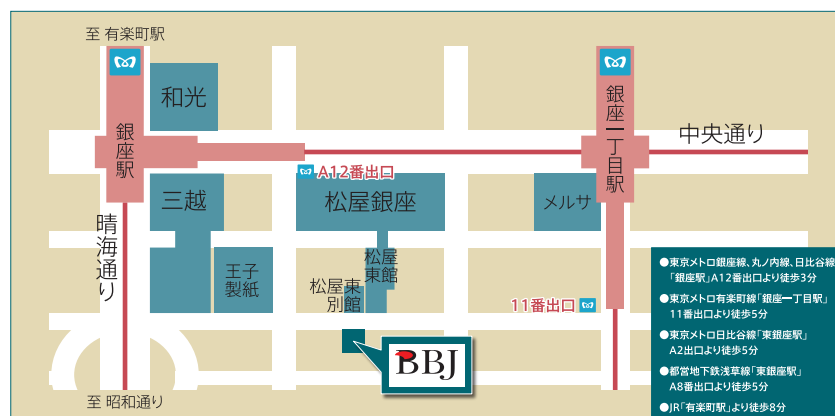 至 有楽町駅
和光
銀座駅
銀座一丁目駅
中央通り
A12番出口
三越
松屋銀座
メルサ
晴海通り
王子
製紙
松屋
東館
松屋東
別館
11番出口
BBJ
至 昭和通り
●東京メトロ銀座線、丸ノ内線、日比谷線
「銀座駅」A12番出口より徒歩3分
●東京メトロ有楽町線「銀座一丁目駅」
11番出口より徒歩5分
●東京メトロ日比谷線「東銀座駅」
A2出口より徒歩5分
●都営地下鉄浅草線「東銀座駅」
A8番出口より徒歩5分
●JR「有楽町駅」より徒歩8分